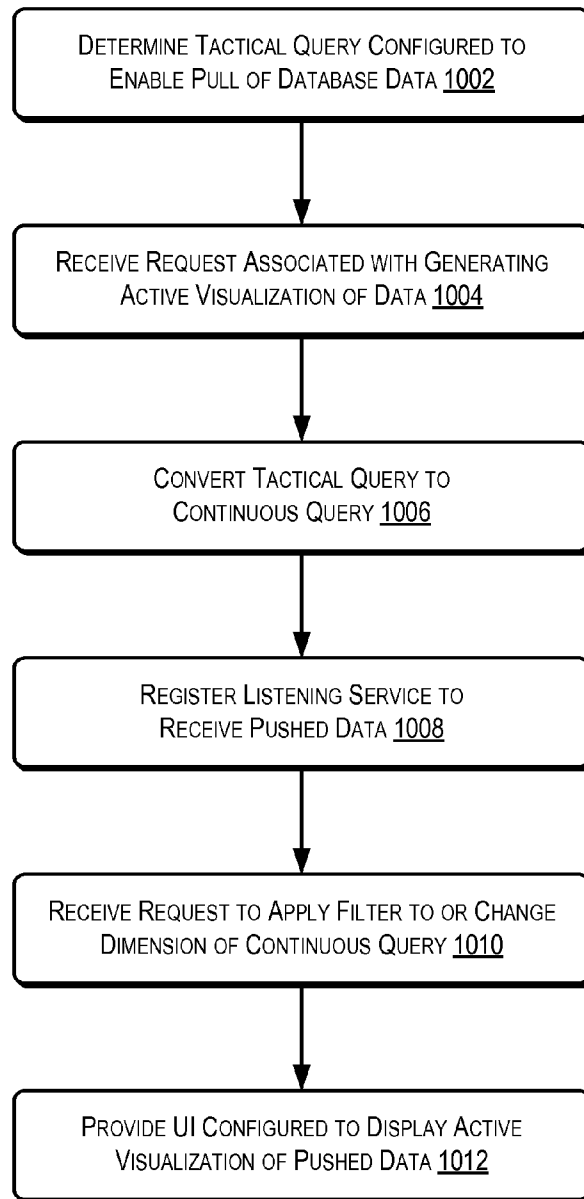 DETERMINE TACTICAL QUERY CONFIGURED TO
ENABLE PULL OF DATABASE DATA 1002
RECEIVE REQUEST ASSOCIATED WITH GENERATING
ACTIVE VISUALIZATION OF DATA 1004
CONVERT TACTICAL QUERY TO
CONTINUOUS QUERY 1006
REGISTER LISTENING SERVICE TO
RECEIVE PUSHED DATA 1008
RECEIVE REQUEST TO APPLY FILTER TO OR CHANGE
DIMENSION OF CONTINUOUS QUERY 1010
PROVIDE UI CONFIGURED TO DISPLAY ACTIVE
VISUALIZATION OF PUSHED DATA 1012